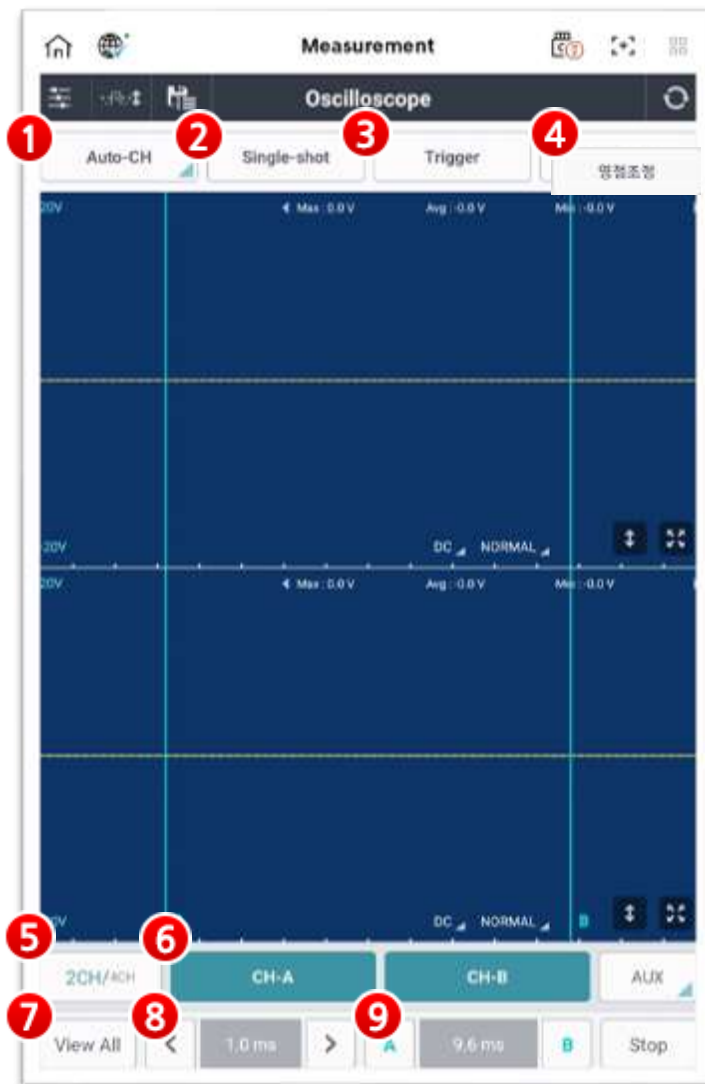 Measurement
Oscilloscope
1 2 3 4
Auto-CH Single-shot Trigger 영점조정
20V Max : 0.0 V Avg : -0.0 V Min : -0.0 V
-20V DC NORMAL
20V Max : 0.0 V Avg : -0.0 V Min : -0.0 V
DC NORMAL B
5 6
2CH/4CH CH-A CH-B AUX
7 8 9
View All < 1.0 ms > A 9.6 ms B Stop